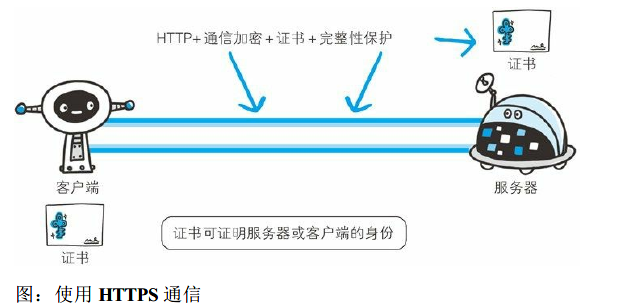 HTTP+通信加密+证书+完整性保护
证书
客户端
服务器
证书
证书可证明服务器或客户端的身份
图：使用 HTTPS 通信